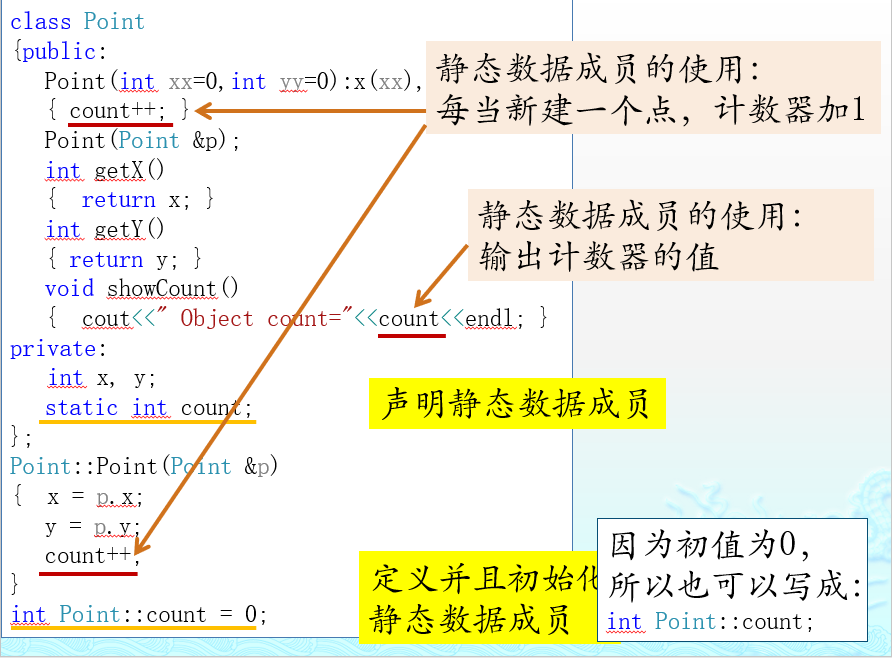 class Point
{public:
Point(int xx=0,int yy=0):x(xx),
{ count++; }
Point(Point &p);
int getX()
{ return x; }
int getY()
{ return y; }
void showCount()
{ cout<<" Object count="<<count<<endl; }
private:
int x, y;
static int count;
};
Point::Point(Point &p)
{ x = p.x;
y = p.y;
count++;
}
int Point::count = 0;
静态数据成员的使用：
每当新建一个点，计数器加1
静态数据成员的使用：
输出计数器的值
声明静态数据成员
定义并且初始化
静态数据成员
因为初值为0，
所以也可以写成：
int Point::count;